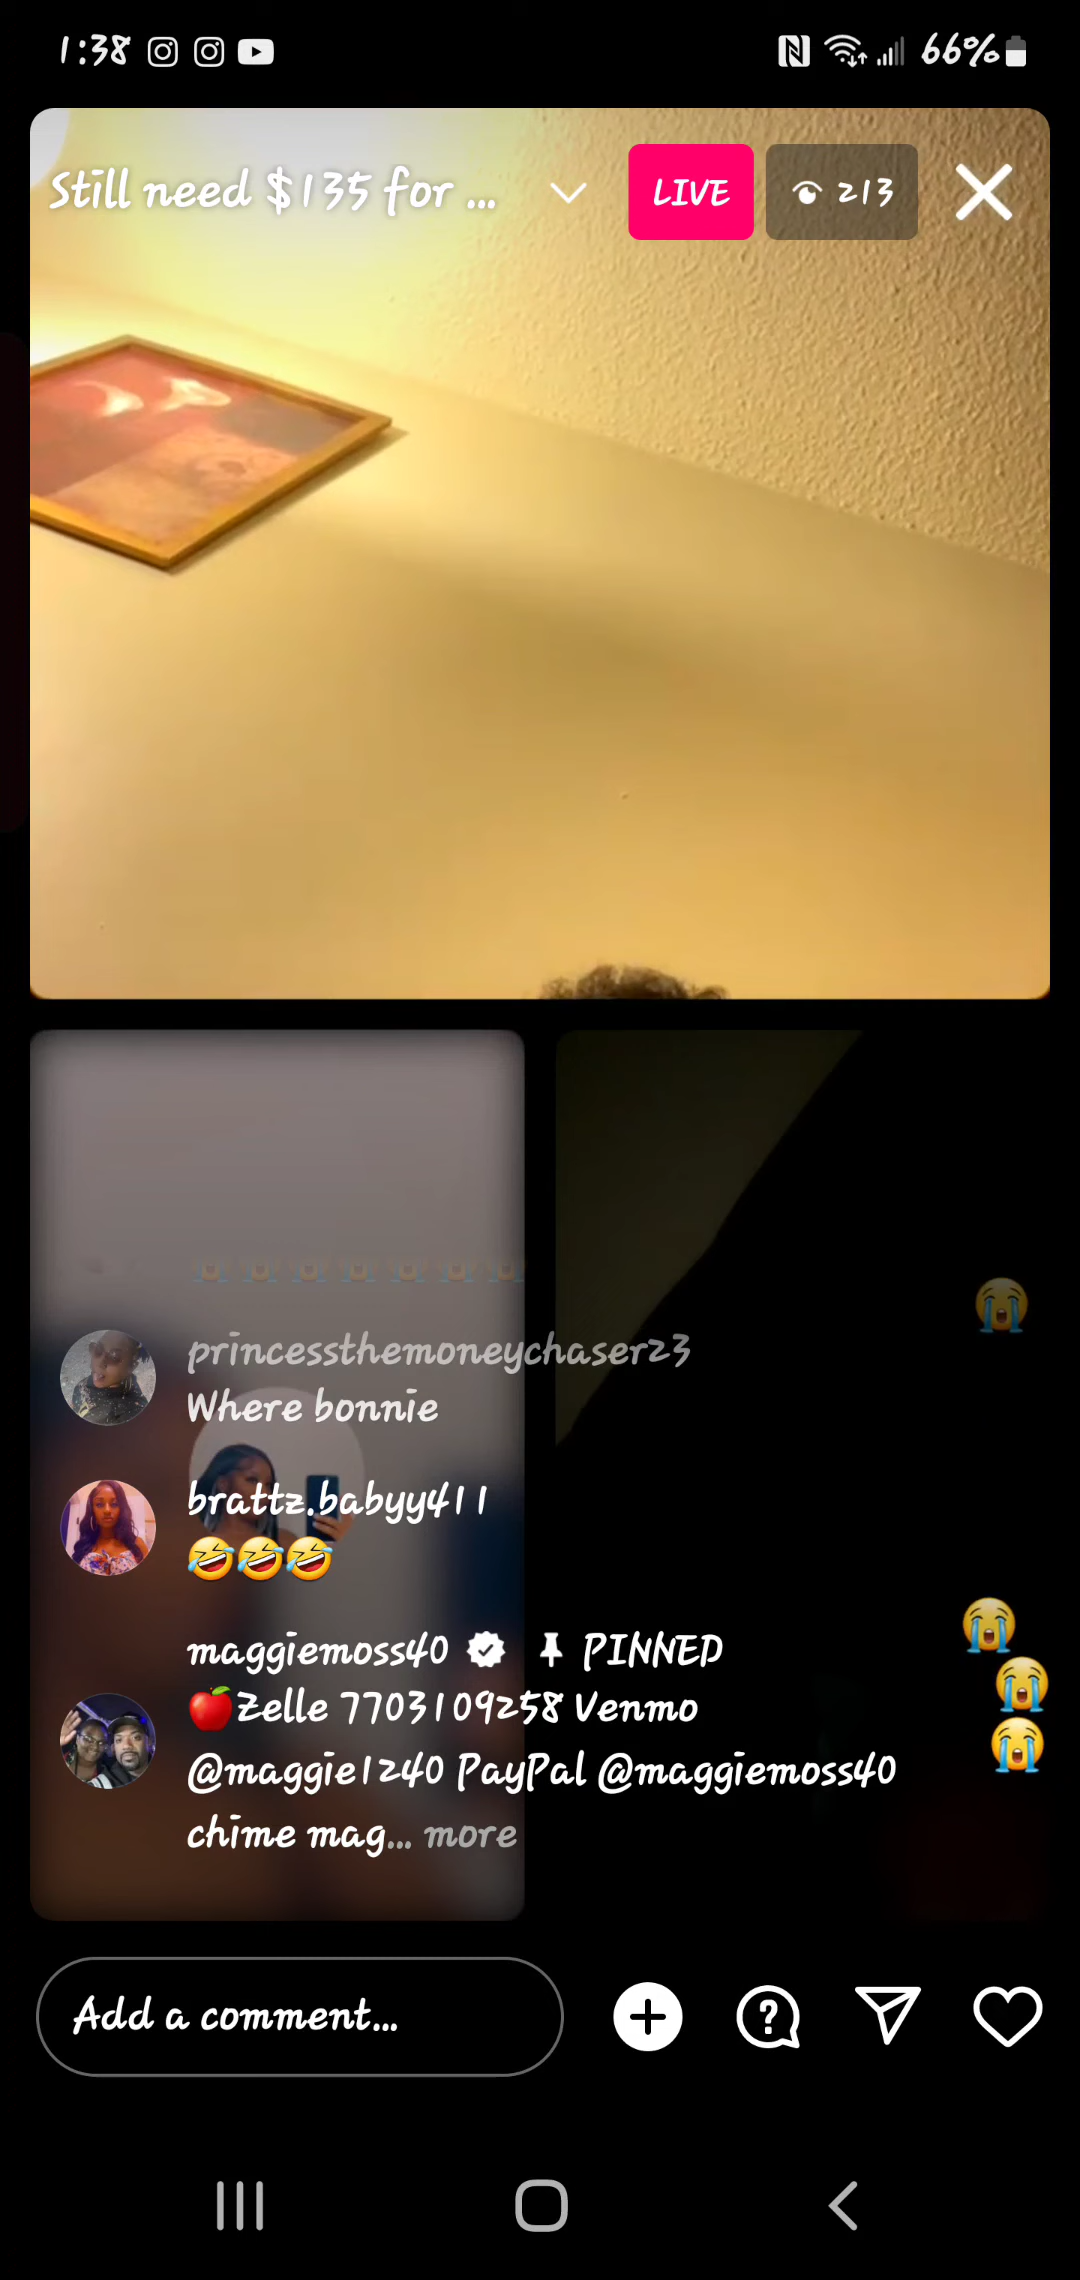 1:38 66%
Still need $135 for ... LIVE 213
😭😭😭😭😭😭😭
princessthemoneychaser23
Where bonnie
brattz.babyy411
🤣🤣🤣
maggiemoss40 PINNED
🍎Zelle 7703109258 Venmo
@maggie1240 PayPal @maggiemoss40
chime mag... more
Add a comment...